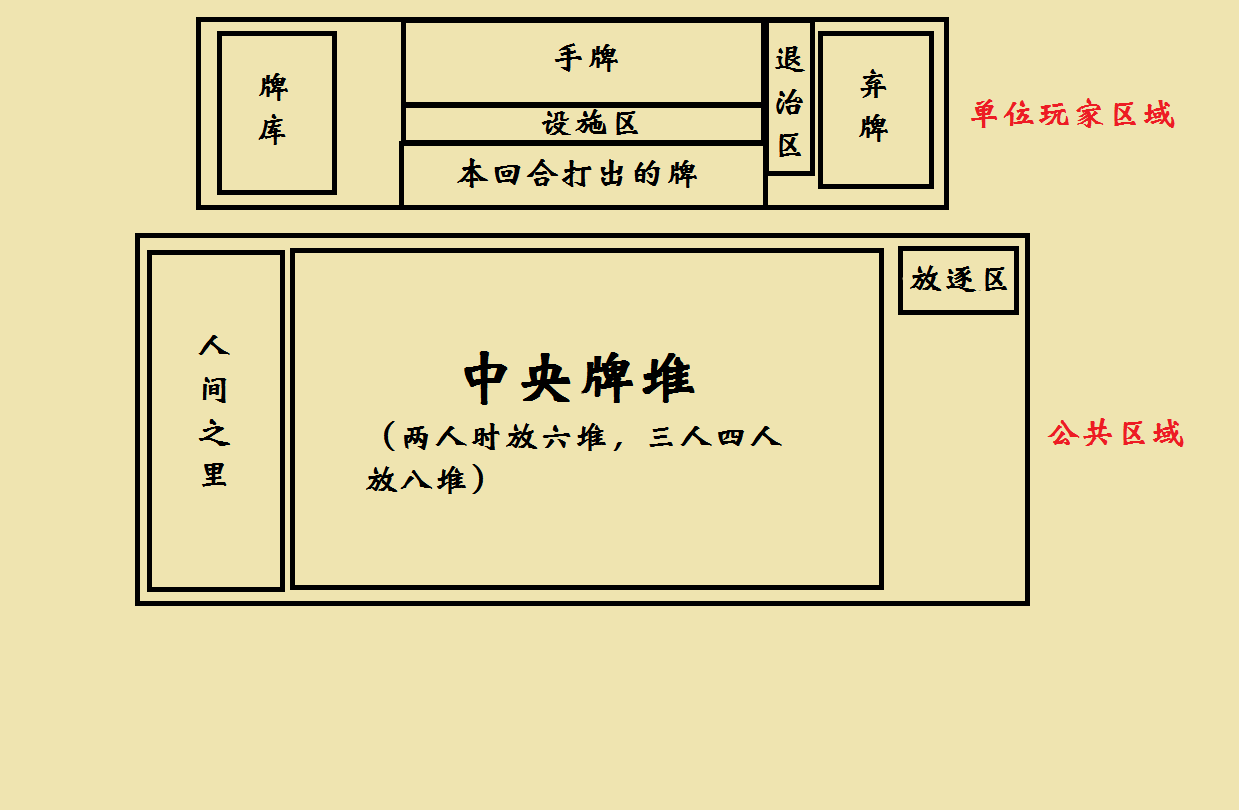 牌库
手牌
设施区
本回合打出的牌
退治区
弃牌
单位玩家区域
人间之里
中央牌堆
（两人时放六堆，三人四人
放八堆）
放逐区
公共区域